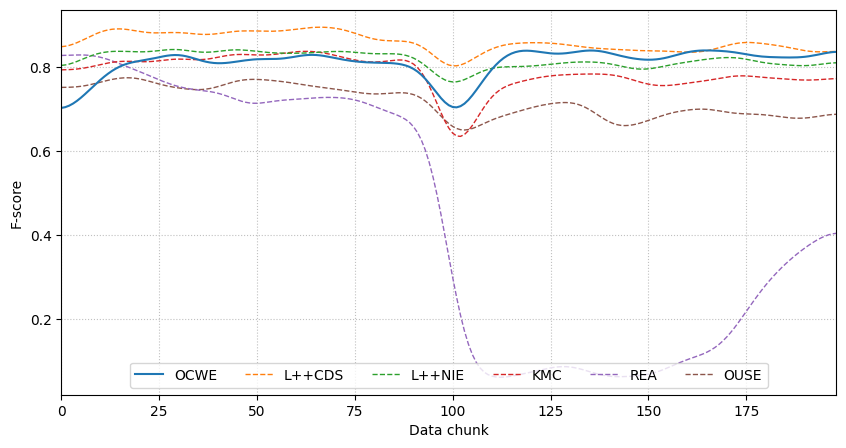 F-score
0.8
0.6
0.4
0.2
OCWE L++CDS L++NIE KMC REA OUSE
0 25 50 75 100 125 150 175
Data chunk